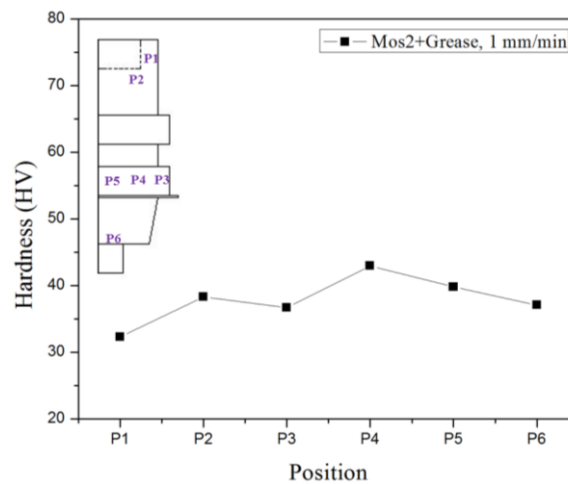 80
70
60
50
40
30
20
Hardness (HV)
Mos2+Grease, 1 mm/min
P1
P2
P5 P4 P3
P6
P1 P2 P3 P4 P5 P6
Position